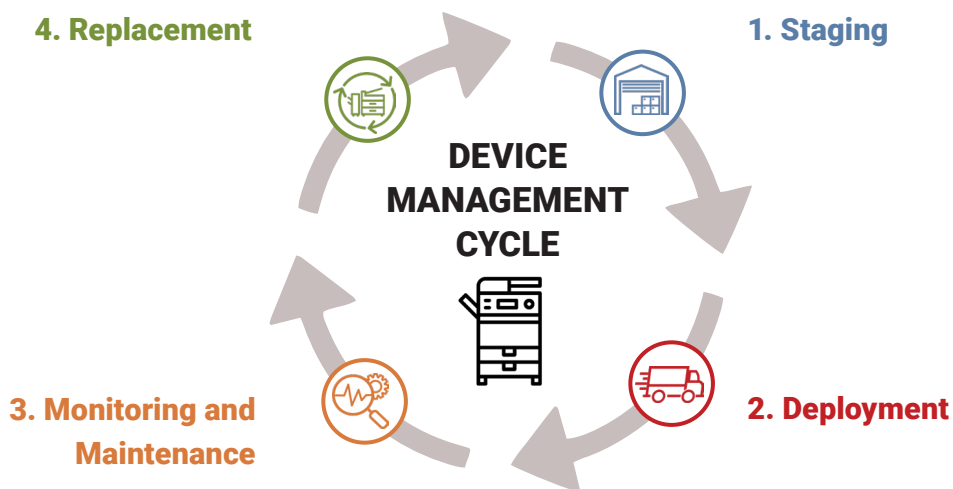 4. Replacement
1. Staging
DEVICE
MANAGEMENT
CYCLE
3. Monitoring and
Maintenance
2. Deployment